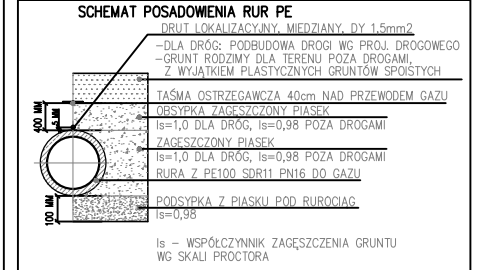 SCHEMAT POSADOWIENIA RUR PE
DRUT LOKALIZACYJNY, MIEDZIANY, DY 1,5mm2
-DLA DRÓG: PODBUDOWA DROGI WG PROJ. DROGOWEGO
-GRUNT RODZIMY DLA TERENU POZA DROGAMI,
Z WYJĄTKIEM PLASTYCZNYCH GRUNTÓW SPOISTYCH
TAŚMA OSTRZEGAWCZA 40cm NAD PRZEWODEM GAZU
OBSYPKA ZAGĘSZCZONY PIASEK
Is=1,0 DLA DRÓG, Is=0,98 POZA DROGAMI
ZAGĘSZCZONY PIASEK
Is=1,0 DLA DRÓG, Is=0,98 POZA DROGAMI
RURA Z PE100 SDR11 PN16 DO GAZU
PODSYPKA Z PIASKU POD RUROCIĄG
Is=0,98
Is - WSPÓŁCZYNNIK ZAGĘSZCZENIA GRUNTU
WG SKALI PROCTORA
400 MM
5 MM
100 MM